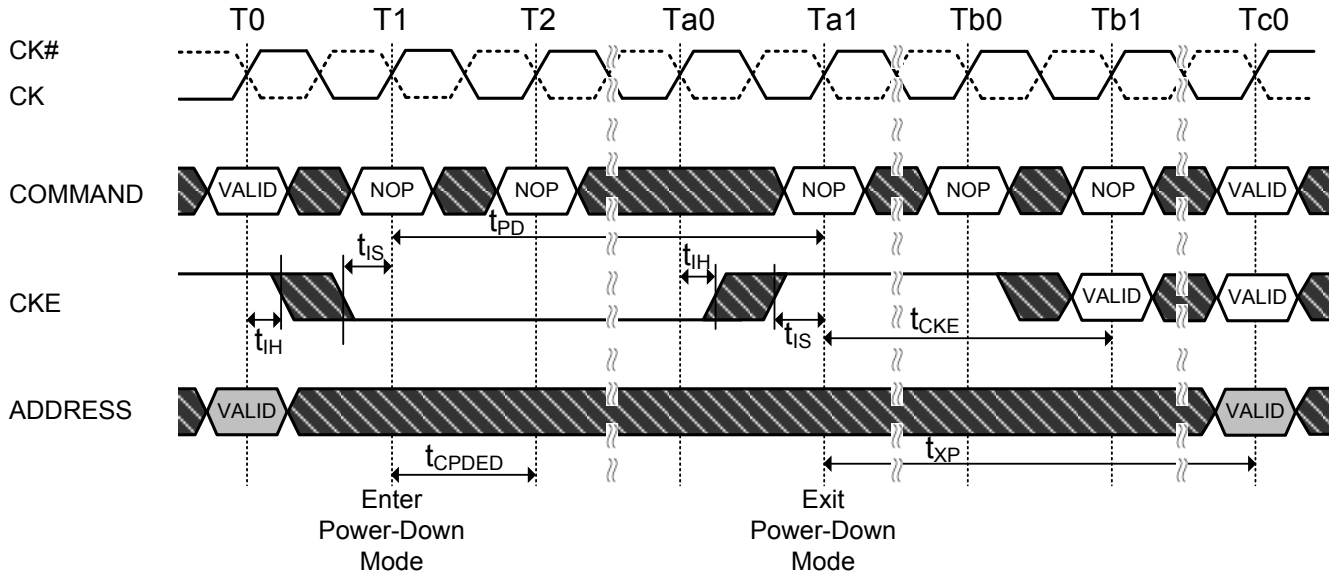 T0 T1 T2 Ta0 Ta1 Tb0 Tb1 Tc0
CK#
CK
COMMAND VALID NOP NOP NOP NOP NOP VALID
tPD
tIS tIH
CKE VALID VALID
tIH tIS tCKE
ADDRESS VALID VALID
tCPDED tXP
Enter
Power-Down
Mode
Exit
Power-Down
Mode